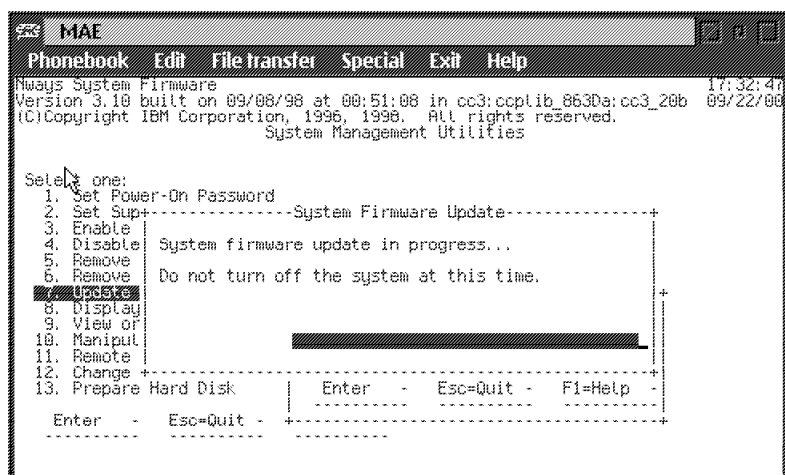 MAE
Phonebook Edit File transfer Special Exit Help
Nways System Firmware 17:32:47
Version 3.10 built on 09/08/98 at 00:51:08 in cc3:ccplib_863Da:cc3_20b 09/22/00
(C)Copyright IBM Corporation, 1996, 1998. All rights reserved.
System Management Utilities
Select one:
1. Set Power-On Password
2. Set Sup
System Firmware Update
3. Enable
4. Disable System firmware update in progress...
5. Remove
6. Remove Do not turn off the system at this time.
7. Update
8. Display
9. View or
10. Manipul
11. Remote
12. Change
13. Prepare Hard Disk Enter - Esc=Quit - F1=Help -
Enter - Esc=Quit -